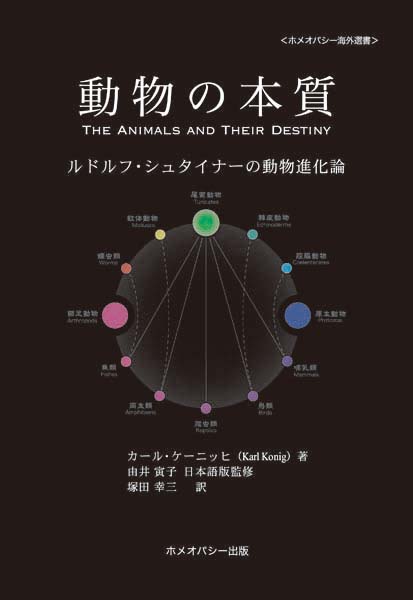 <ホメオパシー海外選書>
動物の本質
THE ANIMALS AND THEIR DESTINY
ルドルフ・シュタイナーの動物進化論
尾索動物
Tunicates
軟体動物
Molluscs
棘皮動物
Echinoderms
蠕虫類
Worms
腔腸動物
Coelenterates
節足動物
Arthropods
原生動物
Protozoa
魚類
Fishes
哺乳類
Mammals
両生類
Amphibians
鳥類
Birds
爬虫類
Reptiles
カール・ケーニッヒ (Karl Konig) 著
由井 寅子 日本語版監修
塚田 幸三 訳
ホメオパシー出版